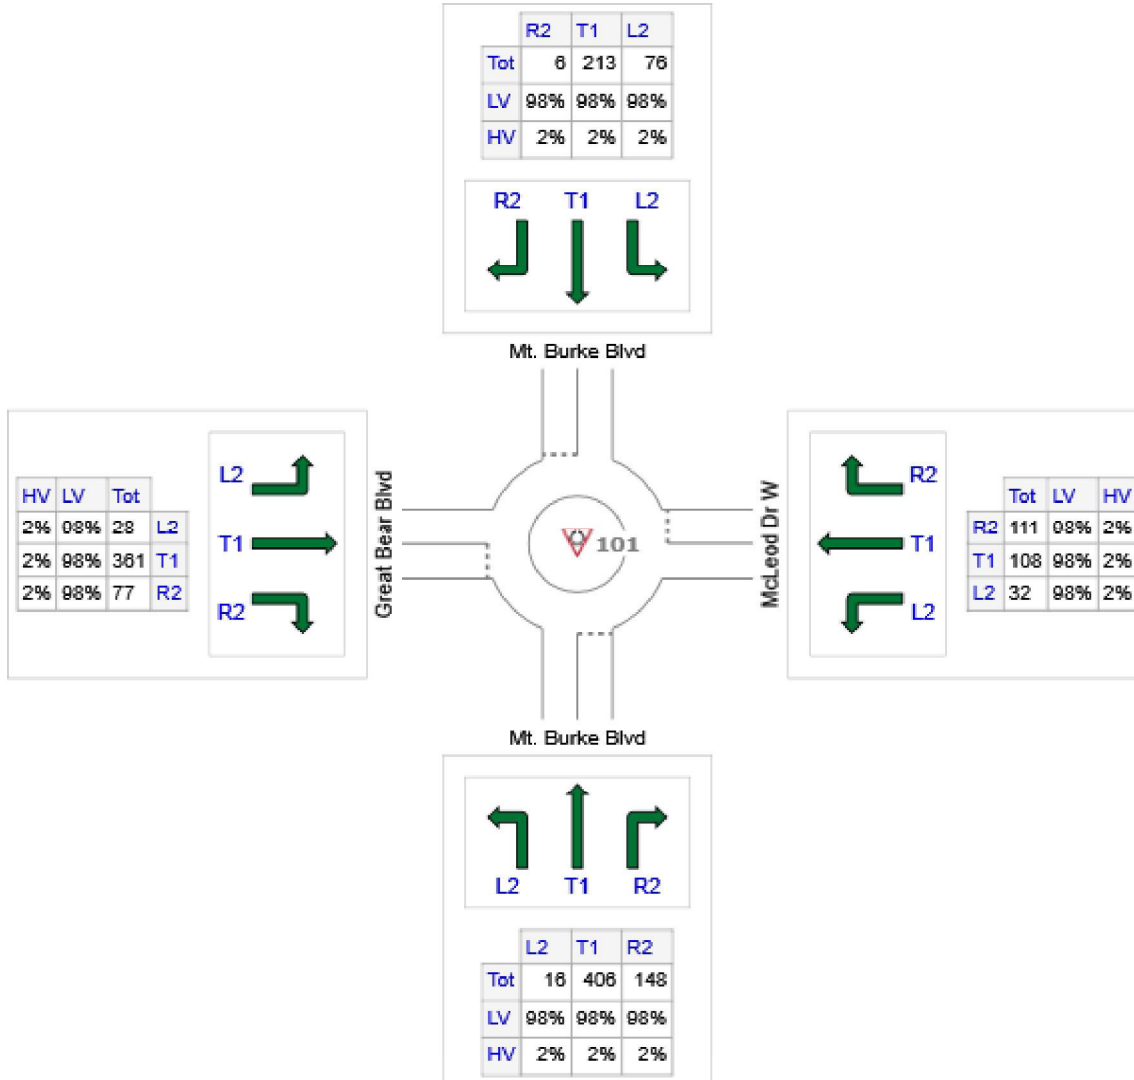 R2 T1 L2
Tot 6 213 76
LV 98% 98% 98%
HV 2% 2% 2%
R2 T1 L2
Mt. Burke Blvd
HV LV Tot
2% 98% 28 L2
2% 98% 361 T1
2% 98% 77 R2
L2
T1
R2
Great Bear Blvd
101
McLeod Dr W
R2
T1
L2
Tot LV HV
R2 111 98% 2%
T1 108 98% 2%
L2 32 98% 2%
Mt. Burke Blvd
L2 T1 R2
L2 T1 R2
Tot 16 406 148
LV 98% 98% 98%
HV 2% 2% 2%